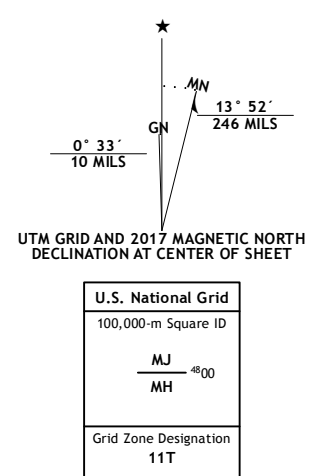 ★
MN
GN
13° 52´
246 MILS
0° 33´
10 MILS
UTM GRID AND 2017 MAGNETIC NORTH
DECLINATION AT CENTER OF SHEET
U.S. National Grid
100,000-m Square ID
MJ
4800
MH
Grid Zone Designation
11T